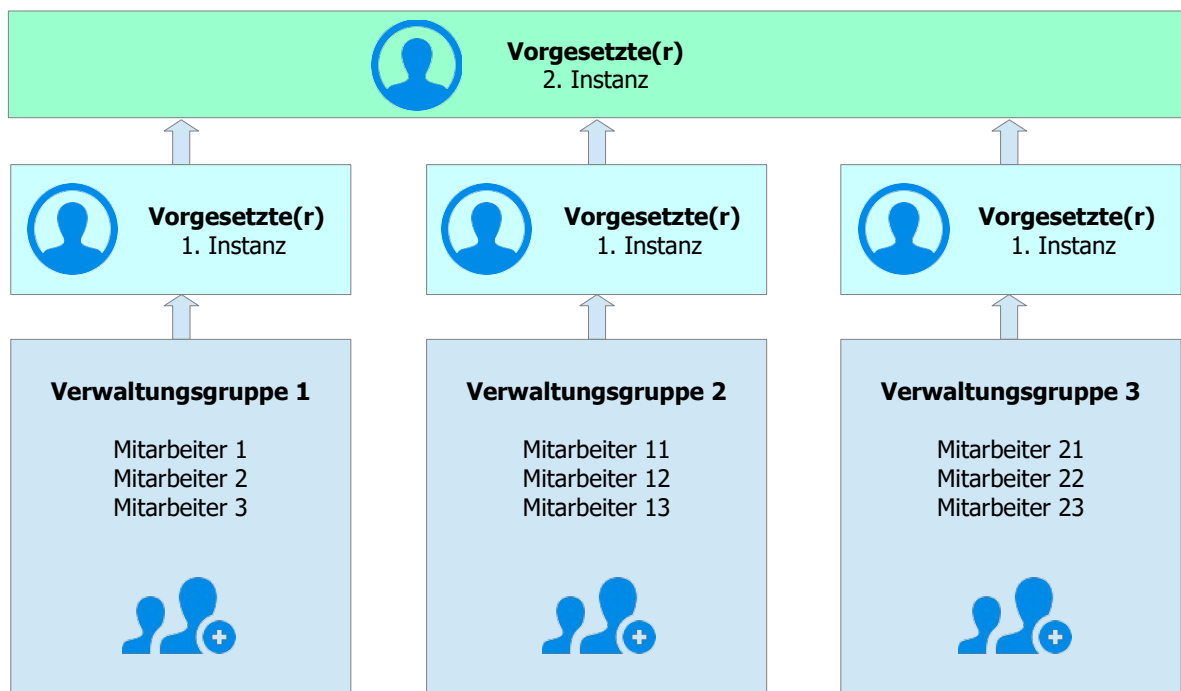 Vorgesetzte(r)
2. Instanz
Vorgesetzte(r)
1. Instanz
Vorgesetzte(r)
1. Instanz
Vorgesetzte(r)
1. Instanz
Verwaltungsgruppe 1
Mitarbeiter 1
Mitarbeiter 2
Mitarbeiter 3
Verwaltungsgruppe 2
Mitarbeiter 11
Mitarbeiter 12
Mitarbeiter 13
Verwaltungsgruppe 3
Mitarbeiter 21
Mitarbeiter 22
Mitarbeiter 23